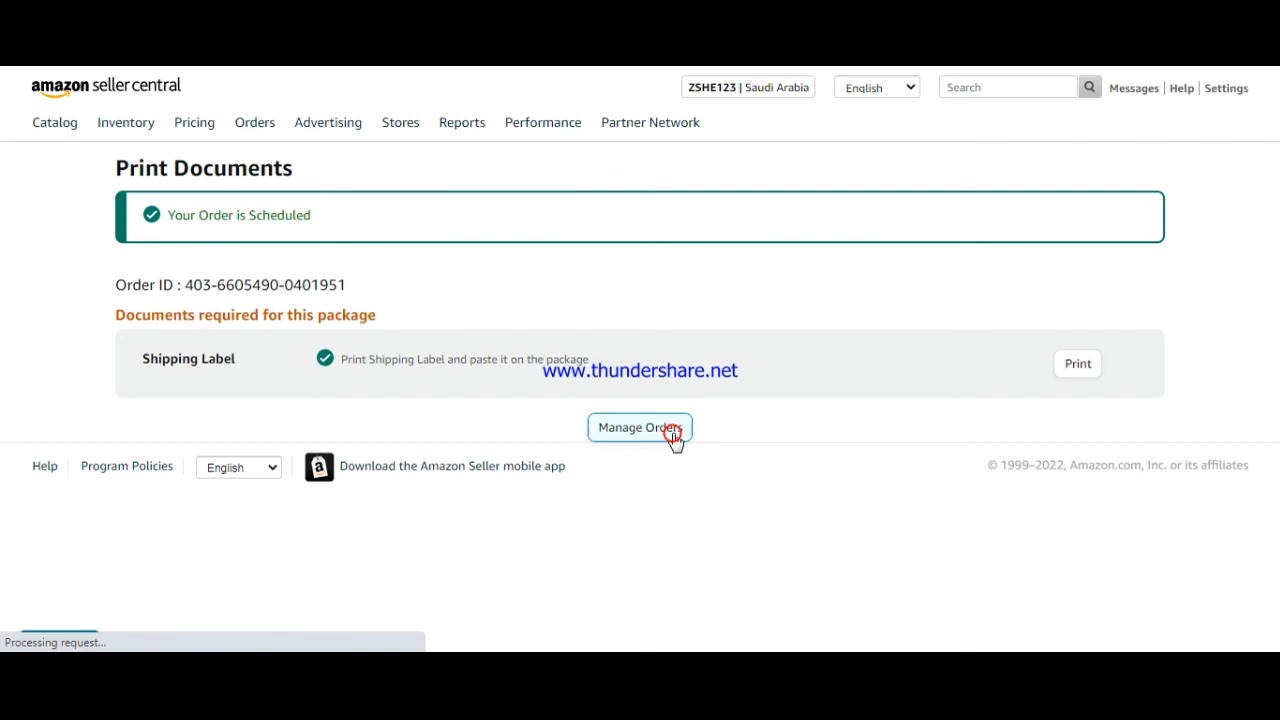 amazon seller central
ZSHE123 | Saudi Arabia
English
Search
Messages | Help | Settings
Catalog Inventory Pricing Orders Advertising Stores Reports Performance Partner Network
Print Documents
Your Order is Scheduled
Order ID : 403-6605490-0401951
Documents required for this package
Shipping Label
Print Shipping Label and paste it on the package
Print
www.thundershare.net
Manage Orders
Help
Program Policies
English
a
Download the Amazon Seller mobile app
© 1999–2022, Amazon.com, Inc. or its affiliates
Processing request...